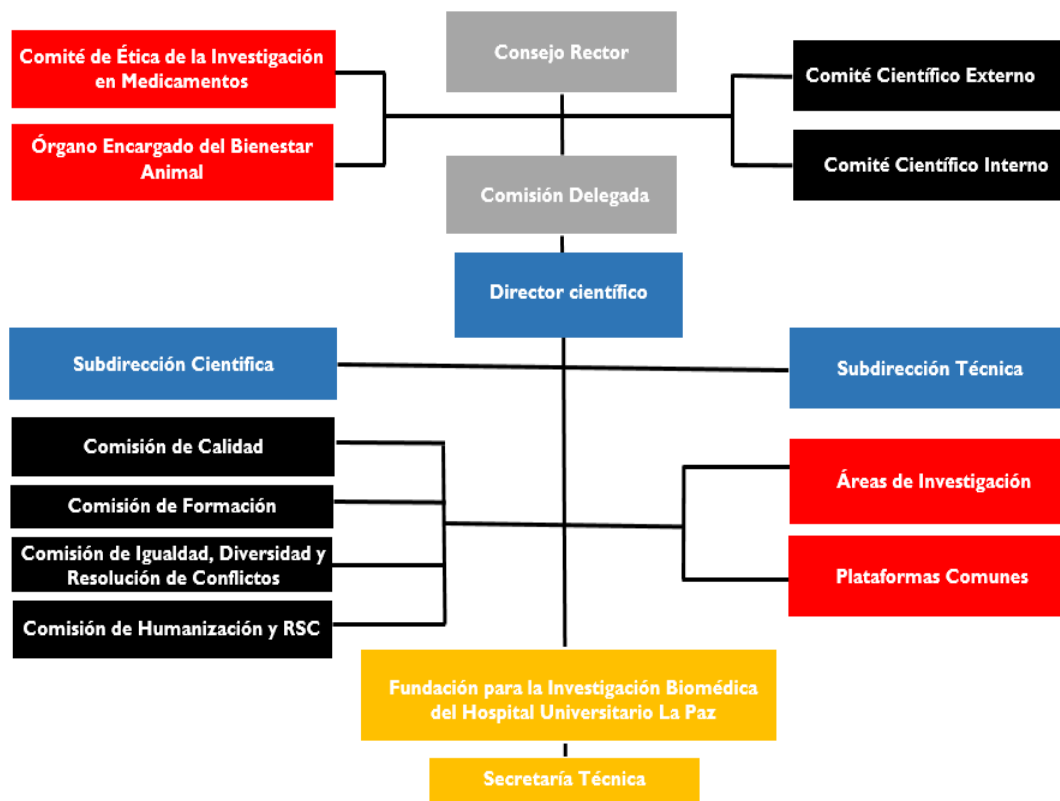 Consejo Rector
Comité de Ética de la Investigación
en Medicamentos
Comité Científico Externo
Órgano Encargado del Bienestar
Animal
Comité Científico Interno
Comisión Delegada
Director científico
Subdirección Cientifica
Subdirección Técnica
Comisión de Calidad
Comisión de Formación
Comisión de Igualdad, Diversidad y
Resolución de Conflictos
Comisión de Humanización y RSC
Áreas de Investigación
Plataformas Comunes
Fundación para la Investigación Biomédica
del Hospital Universitario La Paz
Secretaría Técnica